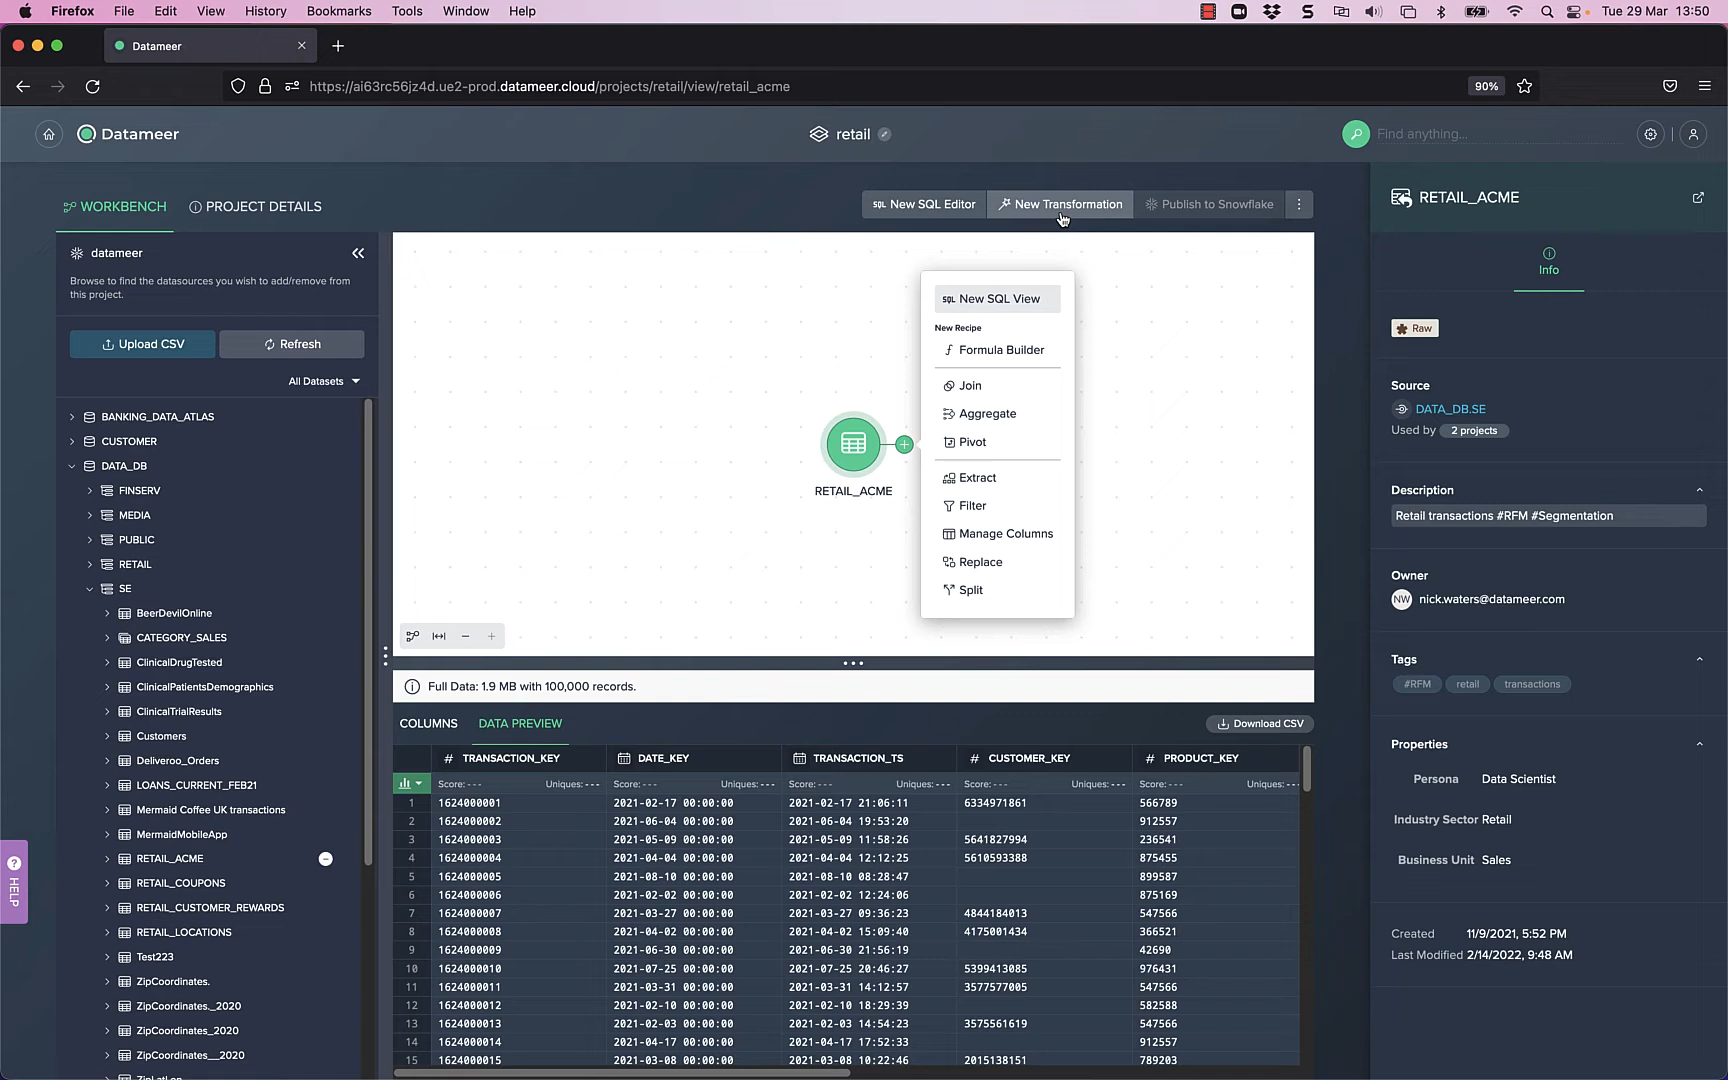 Firefox File Edit View History Bookmarks Tools Window Help
Tue 29 Mar 13:50
Datameer
https://ai63rc56jz4d.ue2-prod.datameer.cloud/projects/retail/view/retail_acme
90%
Datameer
retail
Find anything...
WORKBENCH
PROJECT DETAILS
SQL New SQL Editor
New Transformation
Publish to Snowflake
datameer
Browse to find the datasources you wish to add/remove from
this project.
Upload CSV
Refresh
All Datasets
BANKING_DATA_ATLAS
CUSTOMER
DATA_DB
FINSERV
MEDIA
PUBLIC
RETAIL
SE
BeerDevilOnline
CATEGORY_SALES
ClinicalDrugTested
ClinicalPatientsDemographics
ClinicalTrialResults
Customers
Deliveroo_Orders
LOANS_CURRENT_FEB21
Mermaid Coffee UK transactions
MermaidMobileApp
RETAIL_ACME
RETAIL_COUPONS
RETAIL_CUSTOMER_REWARDS
RETAIL_LOCATIONS
Test223
ZipCoordinates.
ZipCoordinates._2020
ZipCoordinates_2020
ZipCoordinates__2020
ZipLatLon
HELP
RETAIL_ACME
SQL New SQL View
New Recipe
Formula Builder
Join
Aggregate
Pivot
Extract
Filter
Manage Columns
Replace
Split
Full Data: 1.9 MB with 100,000 records.
COLUMNS
DATA PREVIEW
Download CSV
# TRANSACTION_KEY DATE_KEY TRANSACTION_TS # CUSTOMER_KEY # PRODUCT_KEY
Score: --- Uniques: --- Score: --- Uniques: --- Score: --- Uniques: --- Score: --- Uniques: --- Score: --- Uniques: ---
1 1624000001 2021-02-17 00:00:00 2021-02-17 21:06:11 6334971861 566789
2 1624000002 2021-06-04 00:00:00 2021-06-04 19:53:20 912557
3 1624000003 2021-05-09 00:00:00 2021-05-09 11:58:26 5641827994 236541
4 1624000004 2021-04-04 00:00:00 2021-04-04 12:12:25 5610593388 875455
5 1624000005 2021-08-10 00:00:00 2021-08-10 08:28:47 899587
6 1624000006 2021-02-02 00:00:00 2021-02-02 12:24:06 875169
7 1624000007 2021-03-27 00:00:00 2021-03-27 09:36:23 4844184013 547566
8 1624000008 2021-04-02 00:00:00 2021-04-02 15:09:40 4175001434 366521
9 1624000009 2021-06-30 00:00:00 2021-06-30 21:56:19 42690
10 1624000010 2021-07-25 00:00:00 2021-07-25 20:46:27 5399413085 976431
11 1624000011 2021-03-31 00:00:00 2021-03-31 14:12:57 3577577005 547566
12 1624000012 2021-02-10 00:00:00 2021-02-10 18:29:39 582588
13 1624000013 2021-02-03 00:00:00 2021-02-03 14:54:23 3575561619 547566
14 1624000014 2021-04-17 00:00:00 2021-04-17 17:52:33 912557
15 1624000015 2021-03-08 00:00:00 2021-03-08 10:22:46 2015138151 789203
RETAIL_ACME
Info
Raw
Source
DATA_DB.SE
Used by 2 projects
Description
Retail transactions #RFM #Segmentation
Owner
NW nick.waters@datameer.com
Tags
#RFM retail transactions
Properties
Persona Data Scientist
Industry Sector Retail
Business Unit Sales
Created 11/9/2021, 5:52 PM
Last Modified 2/14/2022, 9:48 AM